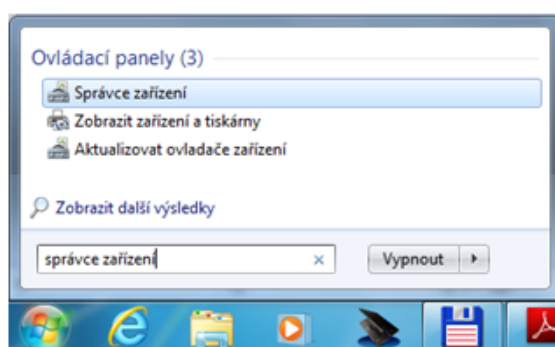 Ovládací panely (3)
Správce zařízení
Zobrazit zařízení a tiskárny
Aktualizovat ovladače zařízení
Zobrazit další výsledky
správce zařízení
Vypnout